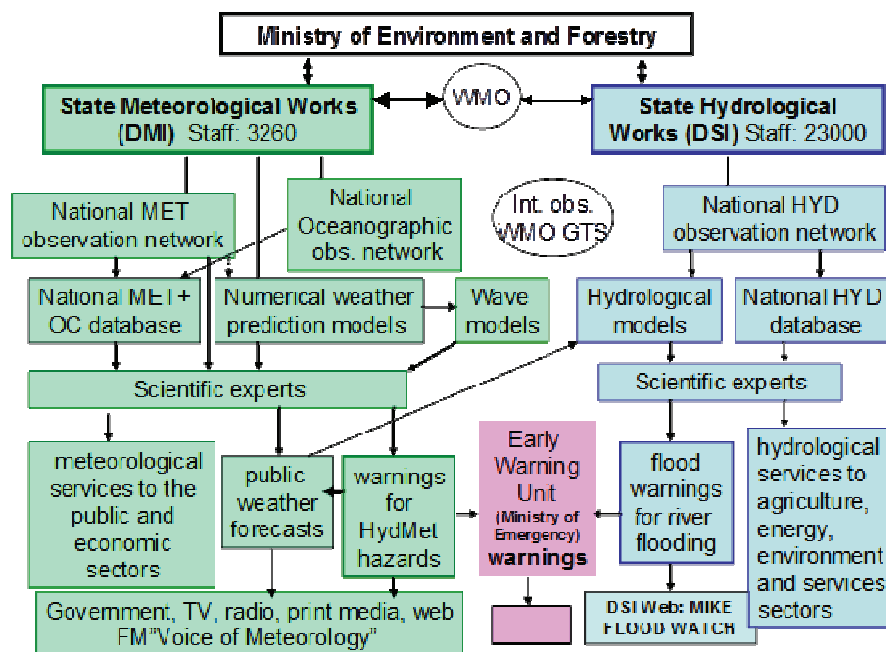 Ministry of Environment and Forestry
State Meteorological Works
(DMI) Staff: 3260
WMO
State Hydrological
Works (DSI) Staff: 23000
National MET
observation network
National
Oceanographic
obs. network
Int. obs.
WMO GTS
National HYD
observation network
National MET+
OC database
Numerical weather
prediction models
Wave
models
Hydrological
models
National HYD
database
Scientific experts
Scientific experts
meteorological
services to the
public and
economic
sectors
public
weather
forecasts
warnings
for
HydMet
hazards
Early
Warning
Unit
(Ministry of
Emergency)
warnings
flood
warnings
for river
flooding
hydrological
services to
agriculture,
energy,
environment
and services
sectors
Government, TV, radio, print media, web
FM"Voice of Meteorology"
DSI Web: MIKE
FLOOD WATCH